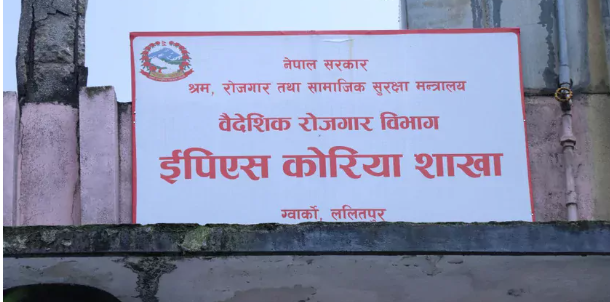 नेपाल सरकार
श्रम, रोजगार तथा सामाजिक सुरक्षा मन्त्रालय
वैदेशिक रोजगार विभाग
ईपिएस कोरिया शाखा
ग्वार्को, ललितपुर